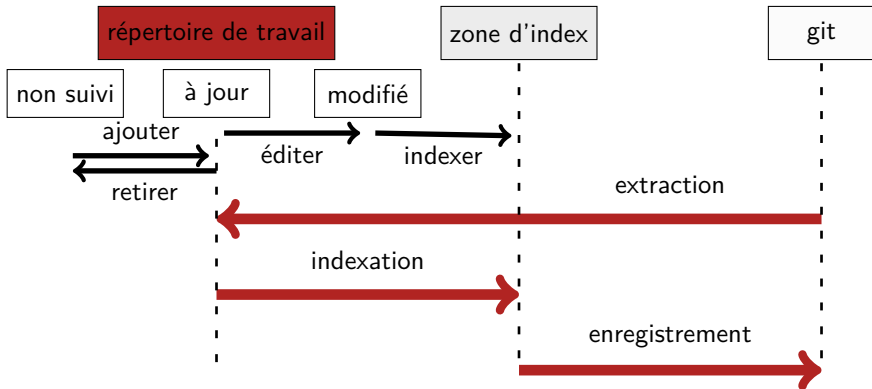 répertoire de travail
zone d'index
git
non suivi
à jour
modifié
ajouter
éditer
indexer
retirer
extraction
indexation
enregistrement